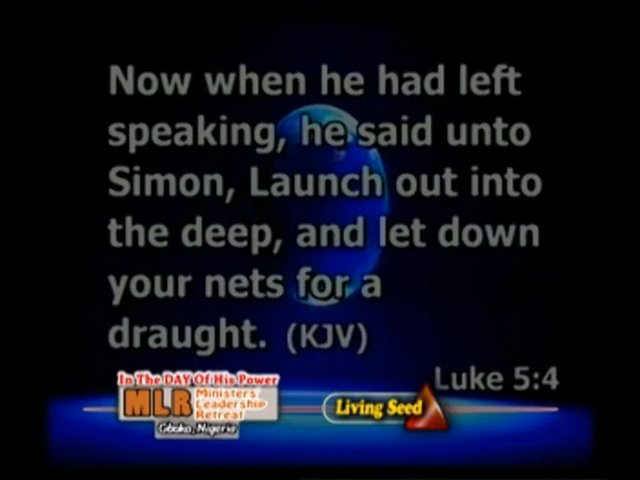 Now when he had left
speaking, he said unto
Simon, Launch out into
the deep, and let down
your nets for a
draught. (KJV)
Luke 5:4
In The DAY Of His Power
MLR Ministers
Leadership
Retreat
Gboko, Nigeria
Living Seed